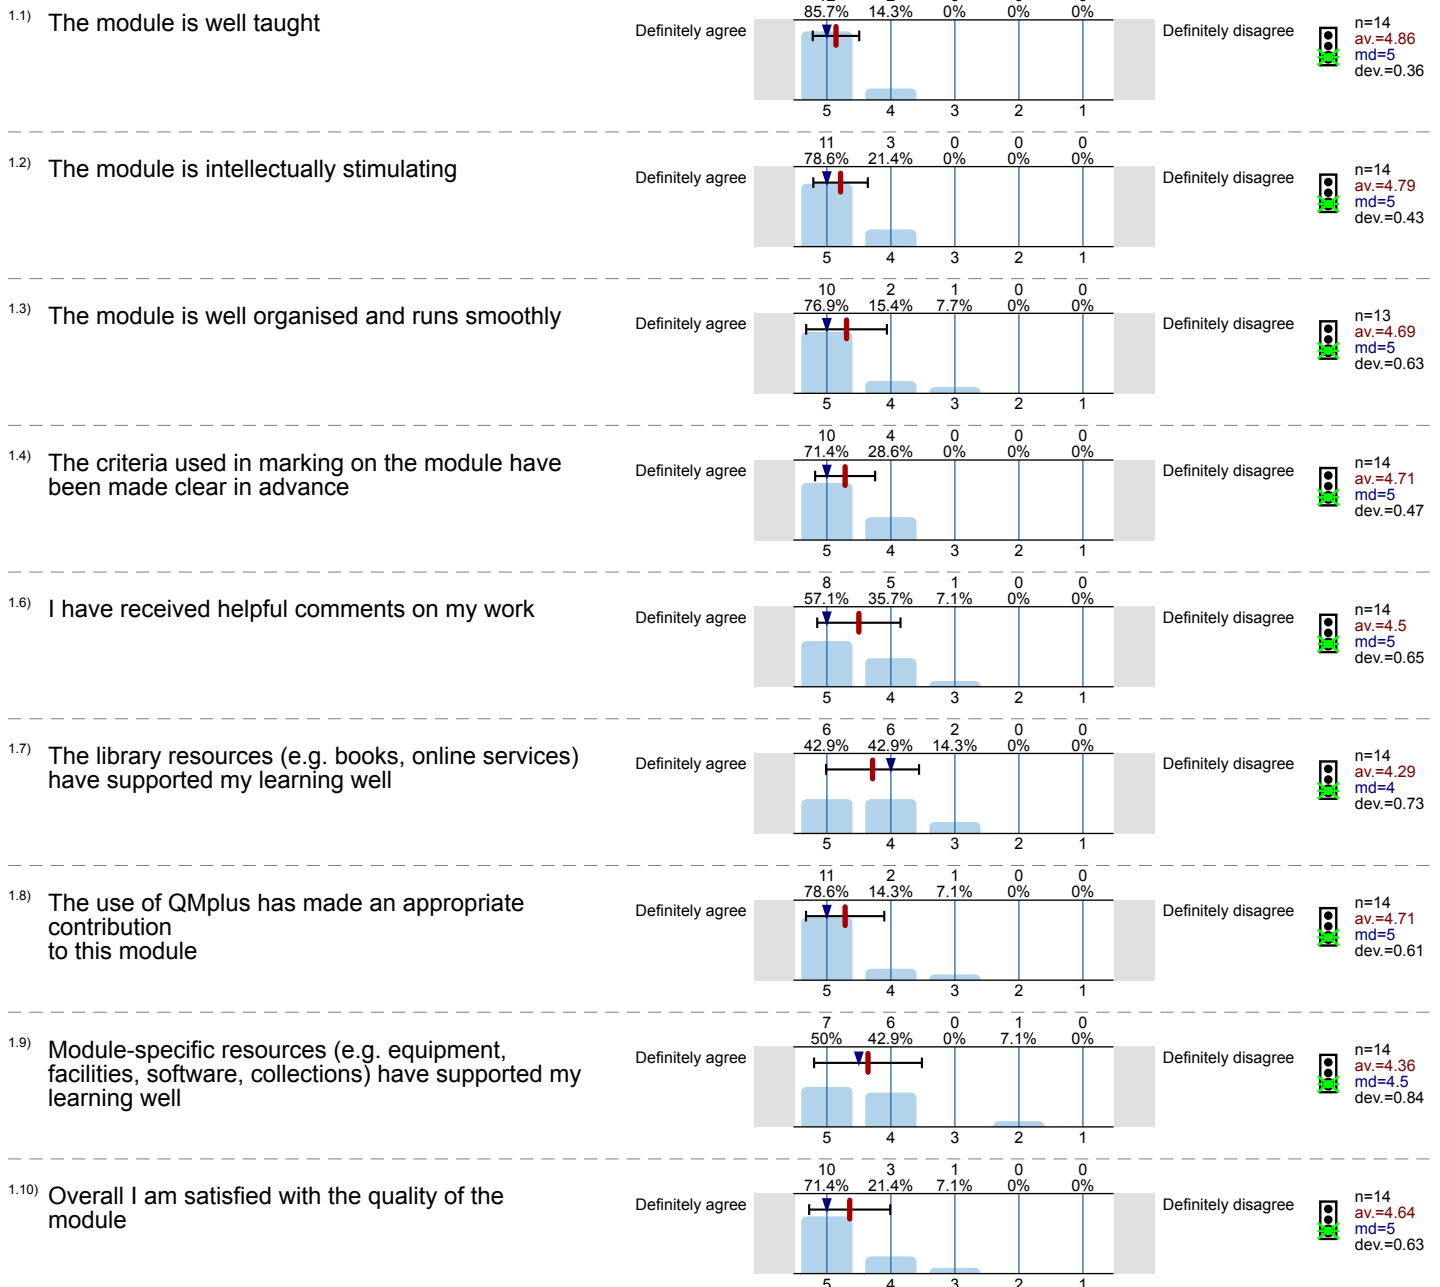 85.7% 14.3% 0% 0% 0%
1.1) The module is well taught Definitely agree Definitely disagree
n=14
av.=4.86
md=5
dev.=0.36
5 4 3 2 1
11 3 0 0 0
78.6% 21.4% 0% 0% 0%
1.2) The module is intellectually stimulating Definitely agree Definitely disagree
n=14
av.=4.79
md=5
dev.=0.43
5 4 3 2 1
10 2 1 0 0
76.9% 15.4% 7.7% 0% 0%
1.3) The module is well organised and runs smoothly Definitely agree Definitely disagree
n=13
av.=4.69
md=5
dev.=0.63
5 4 3 2 1
10 4 0 0 0
71.4% 28.6% 0% 0% 0%
1.4) The criteria used in marking on the module have
been made clear in advance
Definitely agree Definitely disagree
n=14
av.=4.71
md=5
dev.=0.47
5 4 3 2 1
8 5 1 0 0
57.1% 35.7% 7.1% 0% 0%
1.6) I have received helpful comments on my work Definitely agree Definitely disagree
n=14
av.=4.5
md=5
dev.=0.65
5 4 3 2 1
6 6 2 0 0
42.9% 42.9% 14.3% 0% 0%
1.7) The library resources (e.g. books, online services)
have supported my learning well
Definitely agree Definitely disagree
n=14
av.=4.29
md=4
dev.=0.73
5 4 3 2 1
11 2 1 0 0
78.6% 14.3% 7.1% 0% 0%
1.8) The use of QMplus has made an appropriate
contribution
to this module
Definitely agree Definitely disagree
n=14
av.=4.71
md=5
dev.=0.61
5 4 3 2 1
7 6 0 1 0
50% 42.9% 0% 7.1% 0%
1.9) Module-specific resources (e.g. equipment,
facilities, software, collections) have supported my
learning well
Definitely agree Definitely disagree
n=14
av.=4.36
md=4.5
dev.=0.84
5 4 3 2 1
10 3 1 0 0
71.4% 21.4% 7.1% 0% 0%
1.10) Overall I am satisfied with the quality of the
module
Definitely agree Definitely disagree
n=14
av.=4.64
md=5
dev.=0.63
5 4 3 2 1